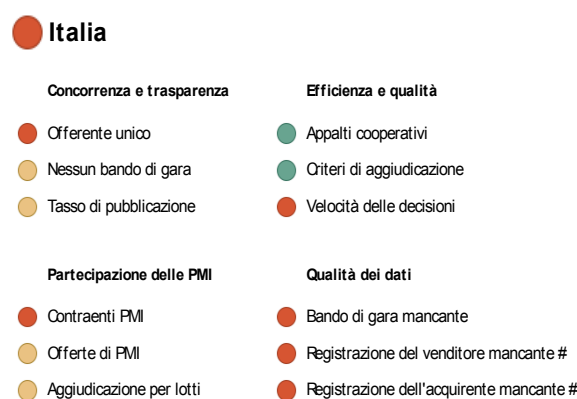 Italia
Concorrenza e trasparenza
Offerente unico
Nessun bando di gara
Tasso di pubblicazione
Efficienza e qualità
Appalti cooperativi
Criteri di aggiudicazione
Velocità delle decisioni
Partecipazione delle PMI
Contraenti PMI
Offerte di PMI
Aggiudicazione per lotti
Qualità dei dati
Bando di gara mancante
Registrazione del venditore mancante #
Registrazione dell'acquirente mancante #